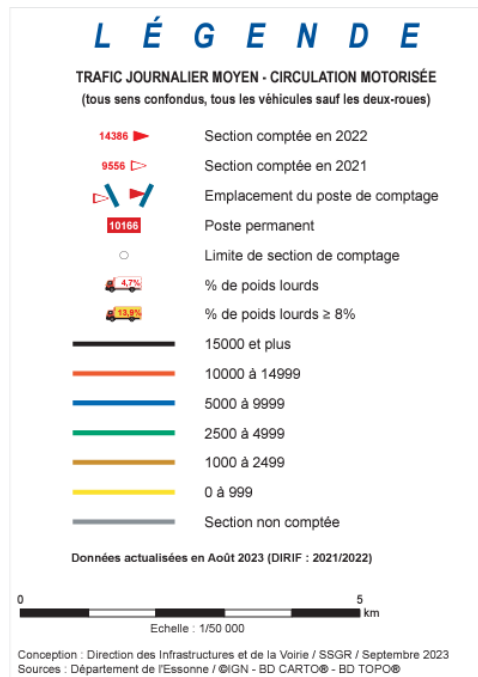 LÉGENDE
TRAFIC JOURNALIER MOYEN - CIRCULATION MOTORISÉE
(tous sens confondus, tous les véhicules sauf les deux-roues)
14386 Section comptée en 2022
9556 Section comptée en 2021
Emplacement du poste de comptage
10166 Poste permanent
Limite de section de comptage
4,7% % de poids lourds
13,9% % de poids lourds ≥ 8%
15000 et plus
10000 à 14999
5000 à 9999
2500 à 4999
1000 à 2499
0 à 999
Section non comptée
Données actualisées en Août 2023 (DIRIF : 2021/2022)
0 5
km
Echelle : 1/50 000
Conception : Direction des Infrastructures et de la Voirie / SSGR / Septembre 2023
Sources : Département de l'Essonne / ©IGN - BD CARTO® - BD TOPO®